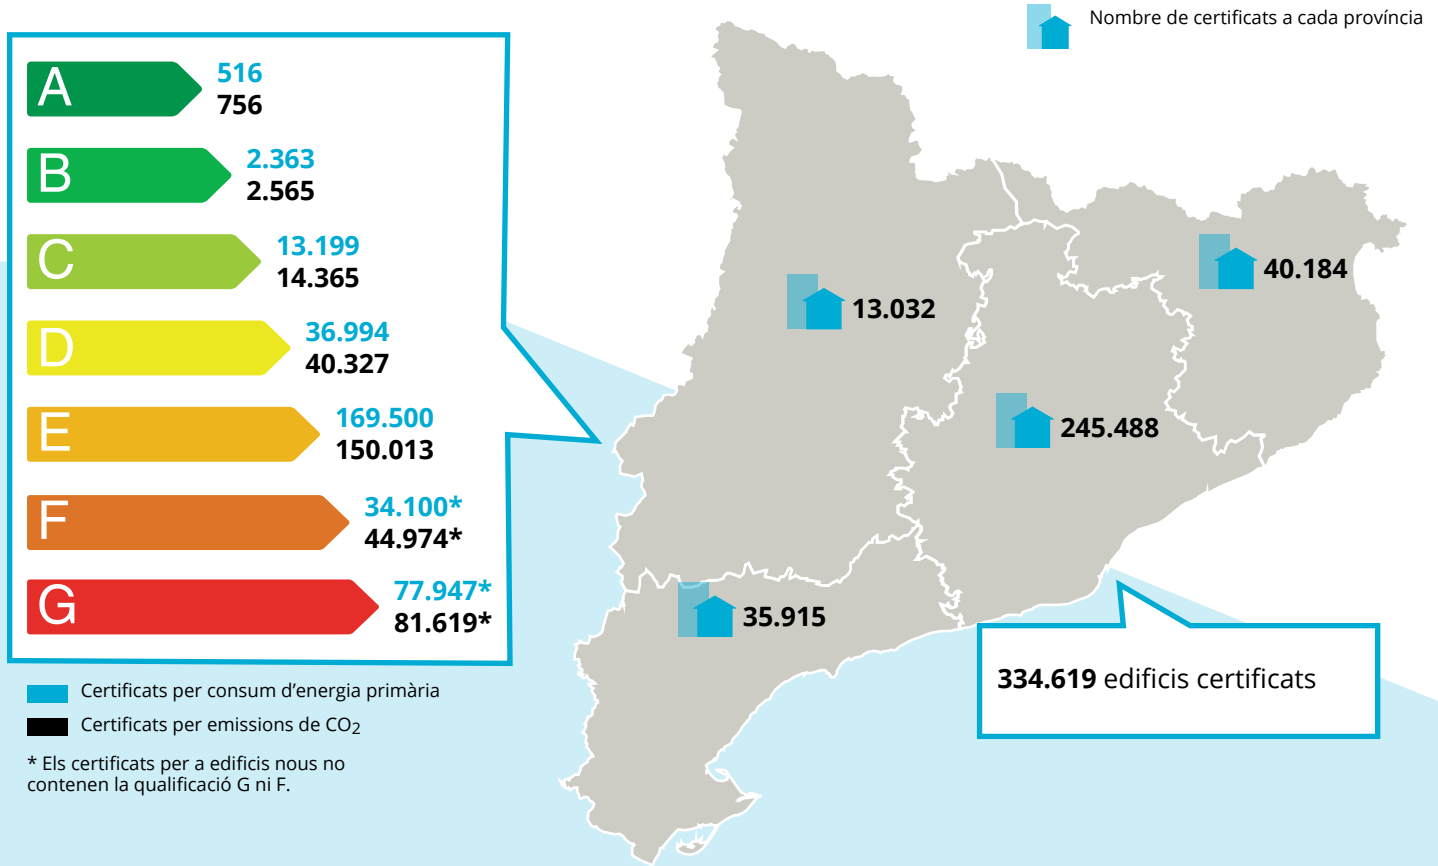 Nombre de certificats a cada província
A
516
756
B
2.363
2.565
C
13.199
14.365
D
36.994
40.327
E
169.500
150.013
F
34.100*
44.974*
G
77.947*
81.619*
Certificats per consum d’energia primària
Certificats per emissions de CO2
* Els certificats per a edificis nous no
contenen la qualificació G ni F.
40.184
13.032
245.488
35.915
334.619 edificis certificats